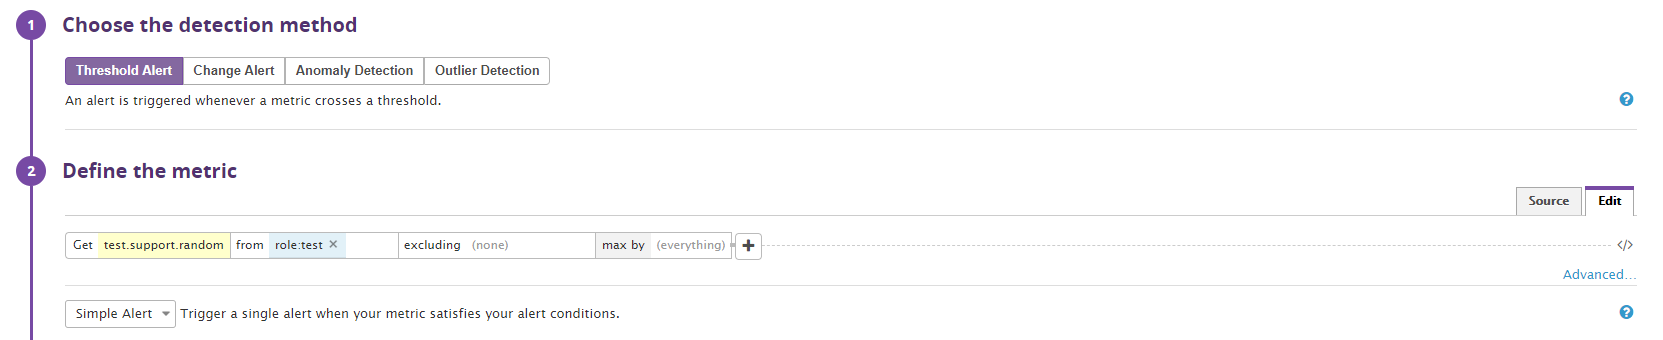 1 Choose the detection method
Threshold Alert Change Alert Anomaly Detection Outlier Detection
An alert is triggered whenever a metric crosses a threshold. ?
2 Define the metric
Source Edit
Get test.support.random from role:test × excluding (none) max by (everything) + </>
Advanced...
Simple Alert Trigger a single alert when your metric satisfies your alert conditions. ?